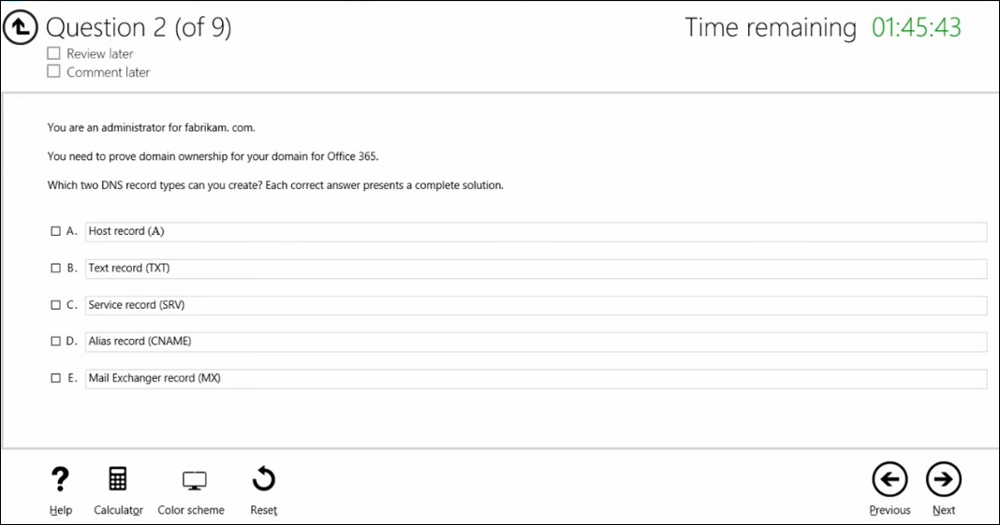 Question 2 (of 9)
Time remaining 01:45:43
Review later
Comment later
You are an administrator for fabrikam. com.
You need to prove domain ownership for your domain for Office 365.
Which two DNS record types can you create? Each correct answer presents a complete solution.
A. Host record (A)
B. Text record (TXT)
C. Service record (SRV)
D. Alias record (CNAME)
E. Mail Exchanger record (MX)
Help Calculator Color scheme Reset Previous Next